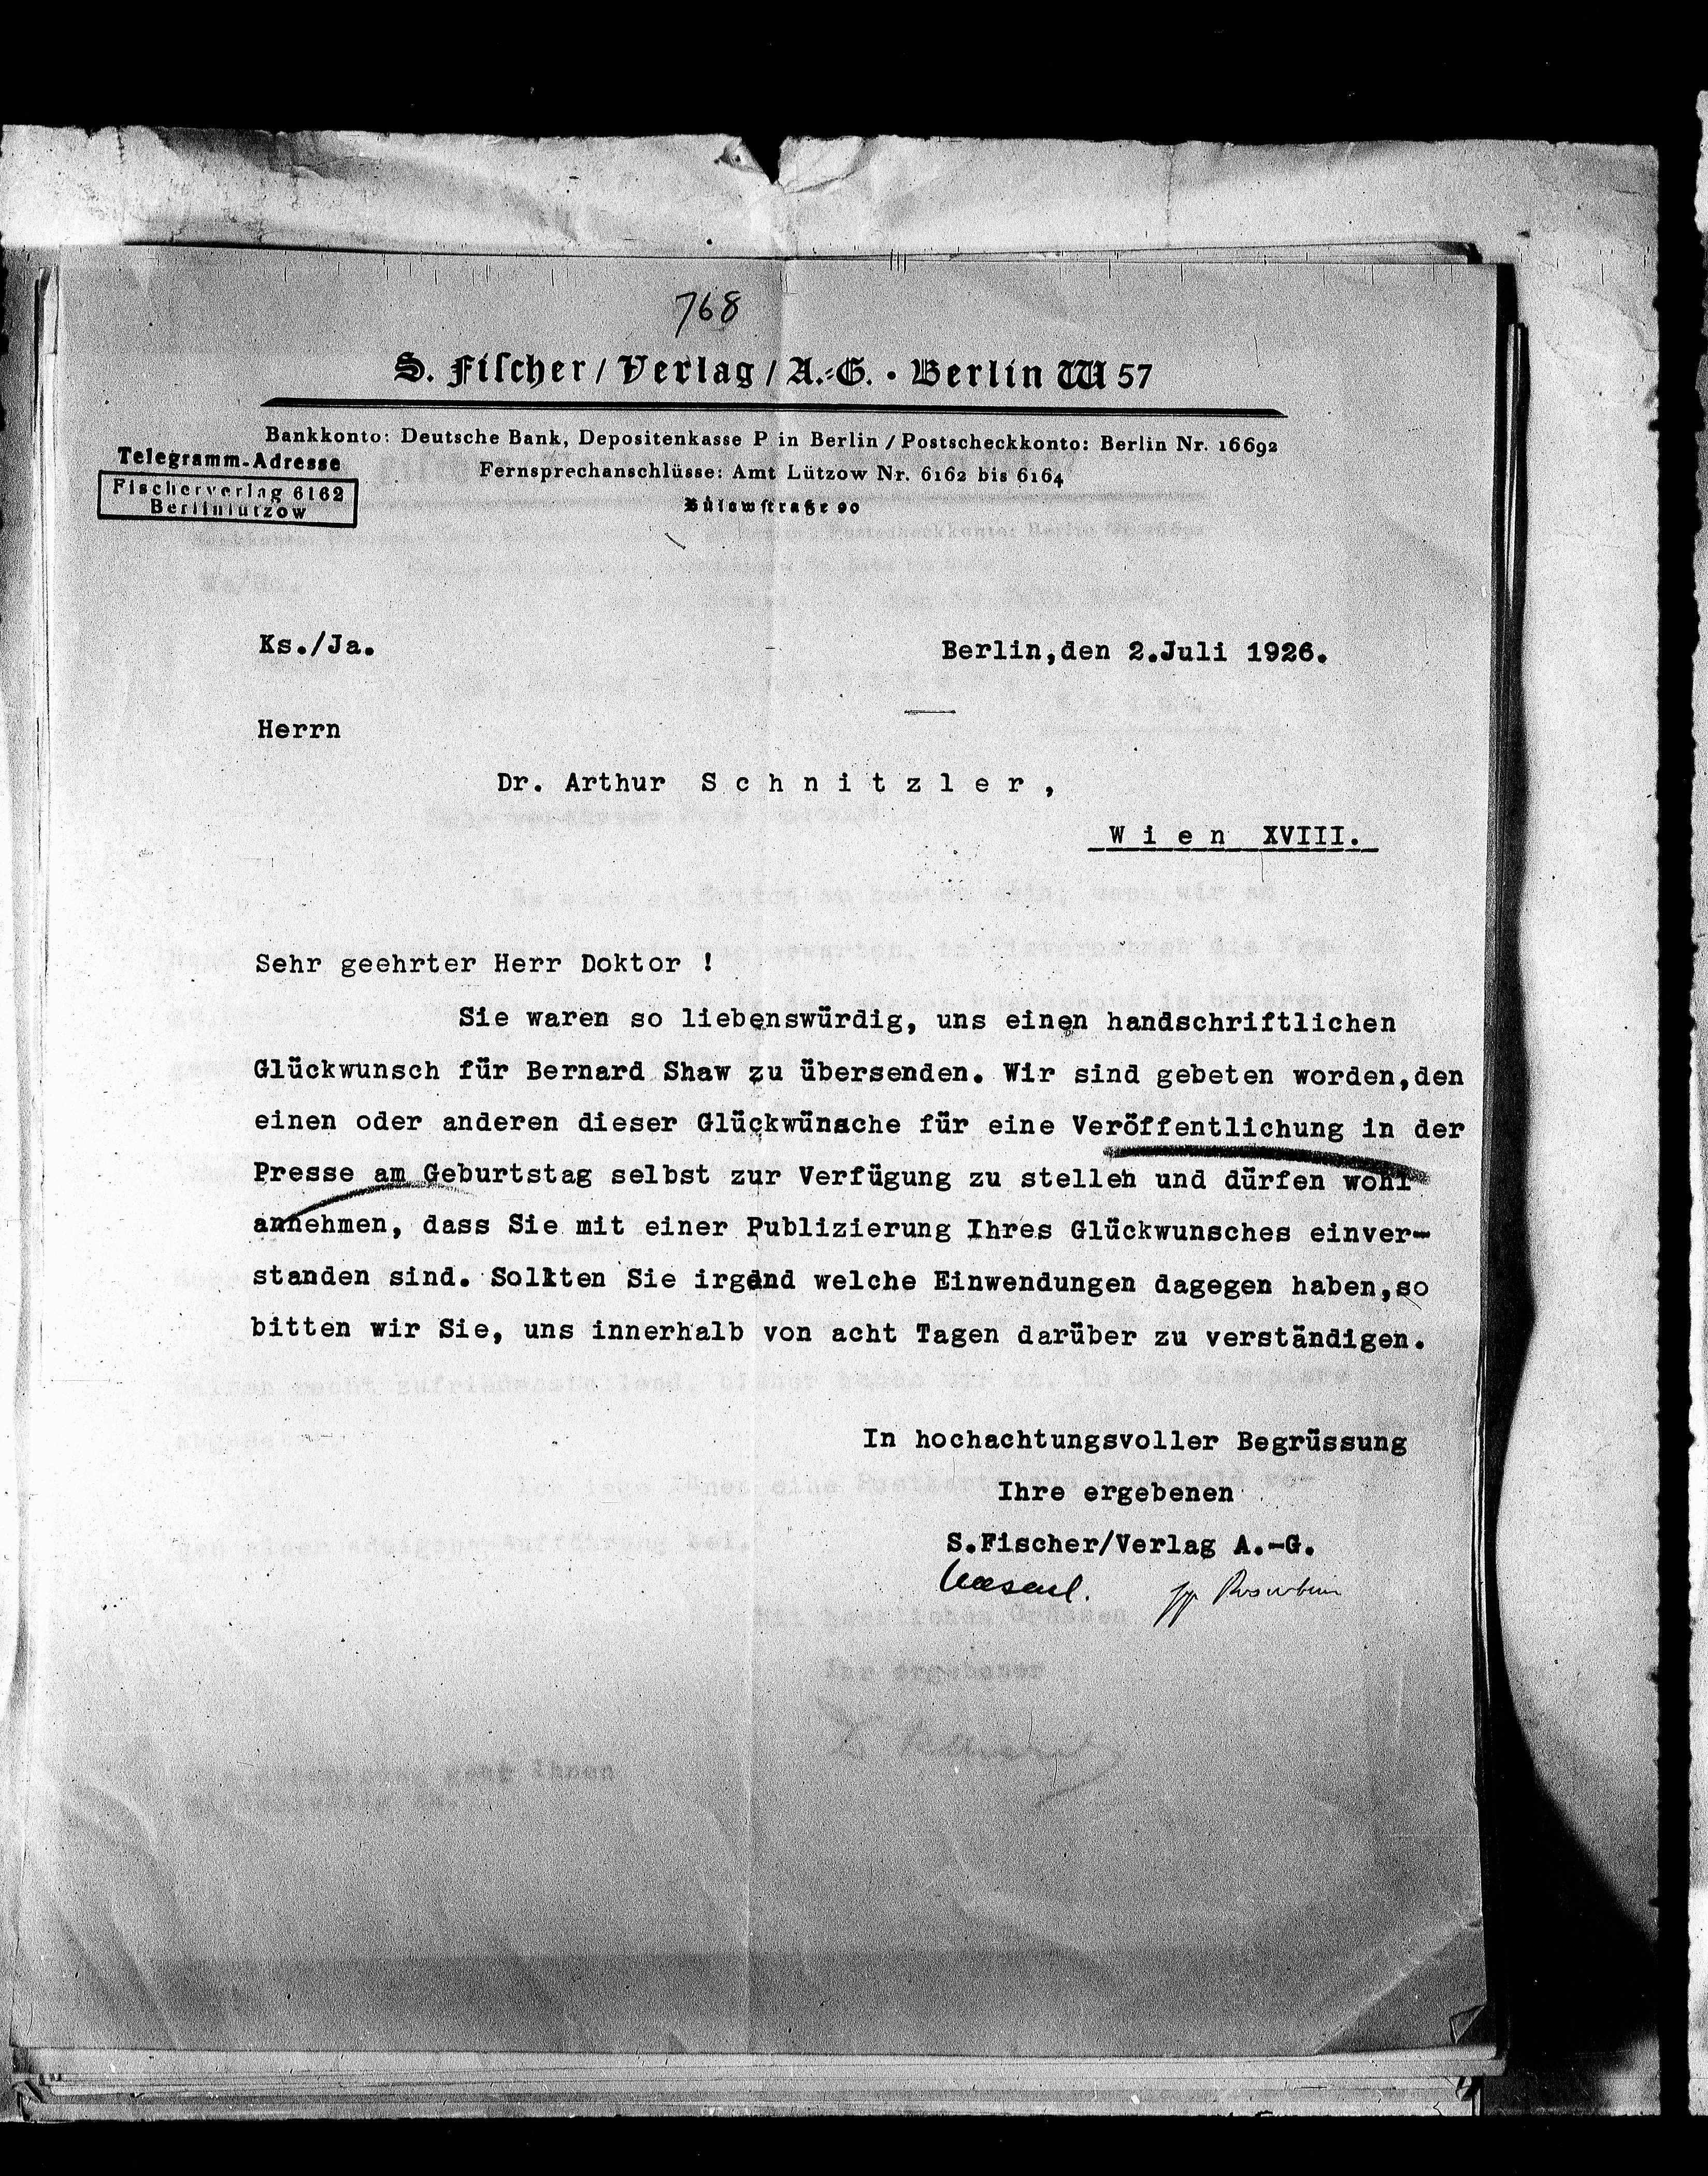 768
S. Fischer / Verlag / A.-G. • Berlin W 57
Bankkonto: Deutsche Bank, Depositenkasse P in Berlin / Postscheckkonto: Berlin Nr. 16692
Telegramm-Adresse
Fernsprechanschlüsse: Amt Lützow Nr. 6162 bis 6164
Fischerverlag 6162
Berlinlutzow
Bülowstraße 90
Ks./Ja.
Berlin,den 2.Juli 1926.
Herrn
Dr. Arthur S c h n i t z l e r ,
W i e n XVIII.
Sehr geehrter Herr Doktor !
Sie waren so liebenswürdig, uns einen handschriftlichen
Glückwunsch für Bernard Shaw zu übersenden. Wir sind gebeten worden,den
einen oder anderen dieser Glückwünsche für eine Veröffentlichung in der
Presse am Geburtstag selbst zur Verfügung zu stellen und dürfen wohl
annehmen, dass Sie mit einer Publizierung Ihres Glückwunsches einver-
standen sind. Sollten Sie irgend welche Einwendungen dagegen haben,so
bitten wir Sie, uns innerhalb von acht Tagen darüber zu verständigen.
In hochachtungsvoller Begrüssung
Ihre ergebenen
S.Fischer/Verlag A.-G.